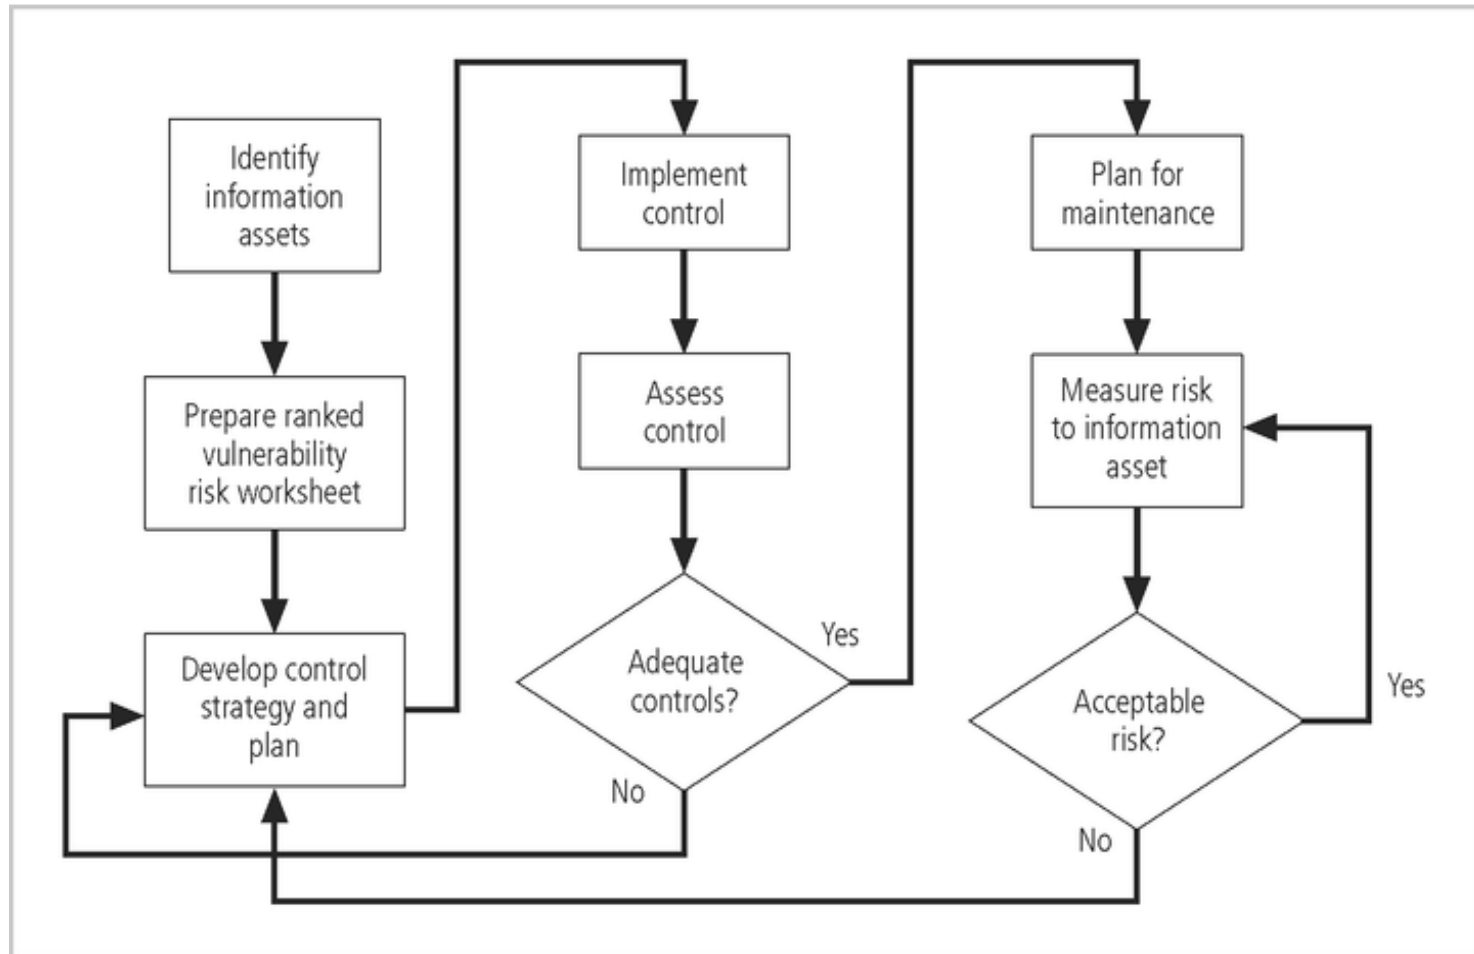 Identify
information
assets
Prepare ranked
vulnerability
risk worksheet
Develop control
strategy and
plan
Implement
control
Assess
control
Adequate
controls?
Yes
No
Plan for
maintenance
Measure risk
to information
asset
Acceptable
risk?
Yes
No